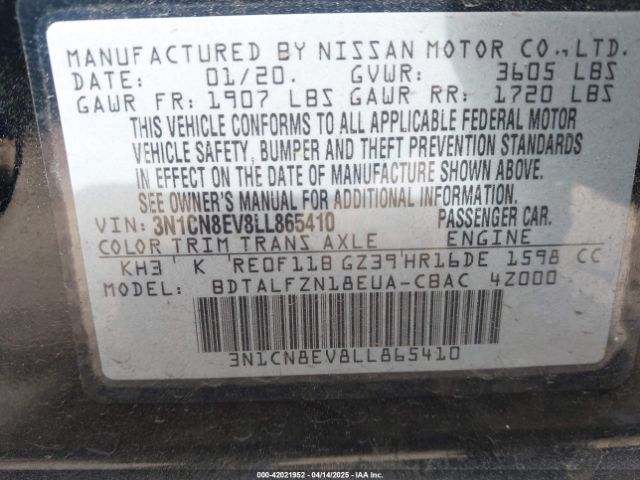 MANUFACTURED BY NISSAN MOTOR CO.,LTD.
DATE: 01/20. GVWR: 3605 LBS
GAWR FR: 1907 LBS GAWR RR: 1720 LBS
THIS VEHICLE CONFORMS TO ALL APPLICABLE FEDERAL MOTOR
VEHICLE SAFETY, BUMPER AND THEFT PREVENTION STANDARDS
IN EFFECT ON THE DATE OF MANUFACTURE SHOWN ABOVE.
SEE OWNER'S MANUAL FOR ADDITIONAL INFORMATION.
VIN: 3N1CN8EV8LL865410 PASSENGER CAR.
COLOR TRIM TRANS AXLE ENGINE
KH3 K RE0F11B GZ39 HR16DE 1598 CC
MODEL: BDTALFZN18EUA-CBAC 4Z000
3N1CN8EV8LL865410
000-42021952 - 04/14/2025 - IAAI.COM